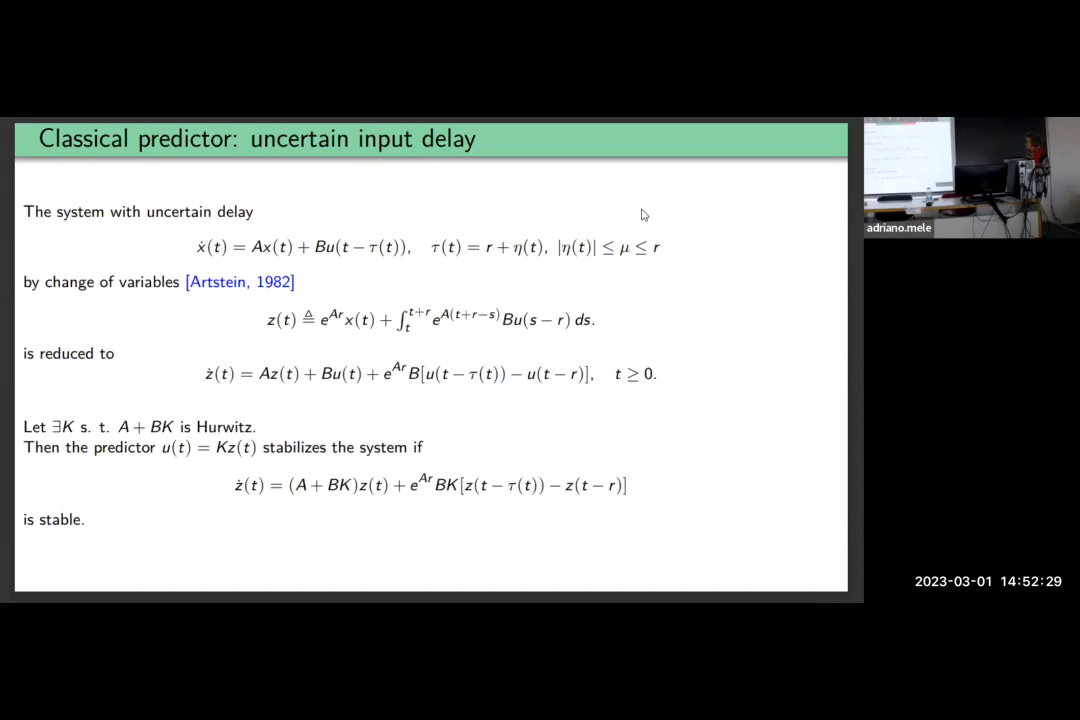 Classical predictor: uncertain input delay
The system with uncertain delay
ẋ(t) = Ax(t) + Bu(t − τ(t)), τ(t) = r + η(t), |η(t)| ≤ μ ≤ r
by change of variables [Artstein, 1982]
z(t) ≜ e^{Ar}x(t) + ∫_t^{t+r} e^{A(t+r−s)}Bu(s − r) ds.
is reduced to
ż(t) = Az(t) + Bu(t) + e^{Ar}B[u(t − τ(t)) − u(t − r)], t ≥ 0.
Let ∃K s. t. A + BK is Hurwitz.
Then the predictor u(t) = Kz(t) stabilizes the system if
ż(t) = (A + BK)z(t) + e^{Ar}BK[z(t − τ(t)) − z(t − r)]
is stable.
adriano.mele
2023-03-01 14:52:29